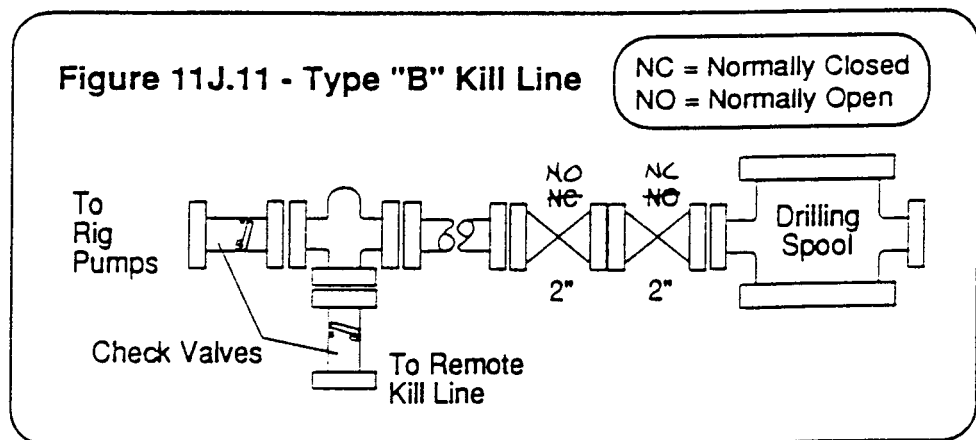 Figure 11J.11 - Type "B" Kill Line
NC = Normally Closed
NO = Normally Open
NO NC
NC NO
To
Rig
Pumps
Drilling
Spool
2" 2"
Check Valves
To Remote
Kill Line